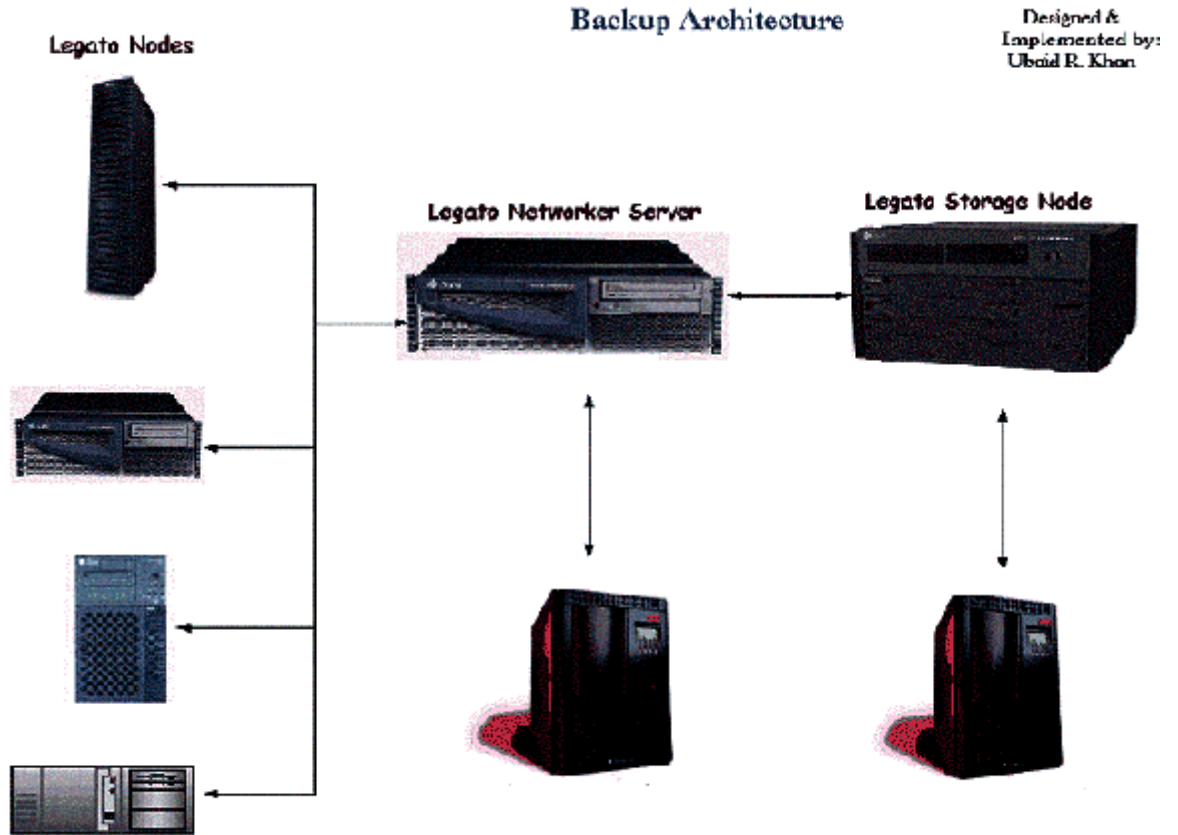 Backup Architecture
Designed &
Implemented by:
Ubaid R. Khan
Legato Nodes
Legato Networker Server
Legato Storage Node